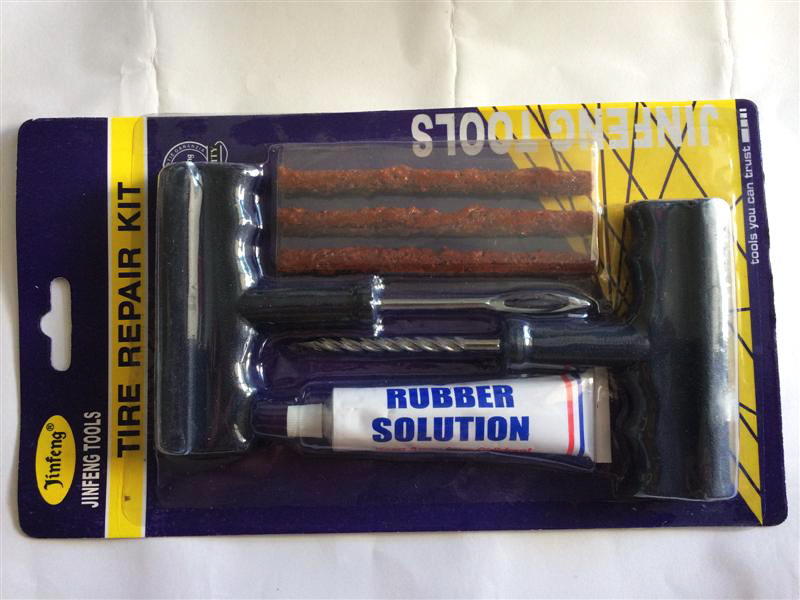 JINFENG TOOLS
tools you can trust
TIRE REPAIR KIT
Jinfeng®
JINFENG TOOLS
RUBBER
SOLUTION